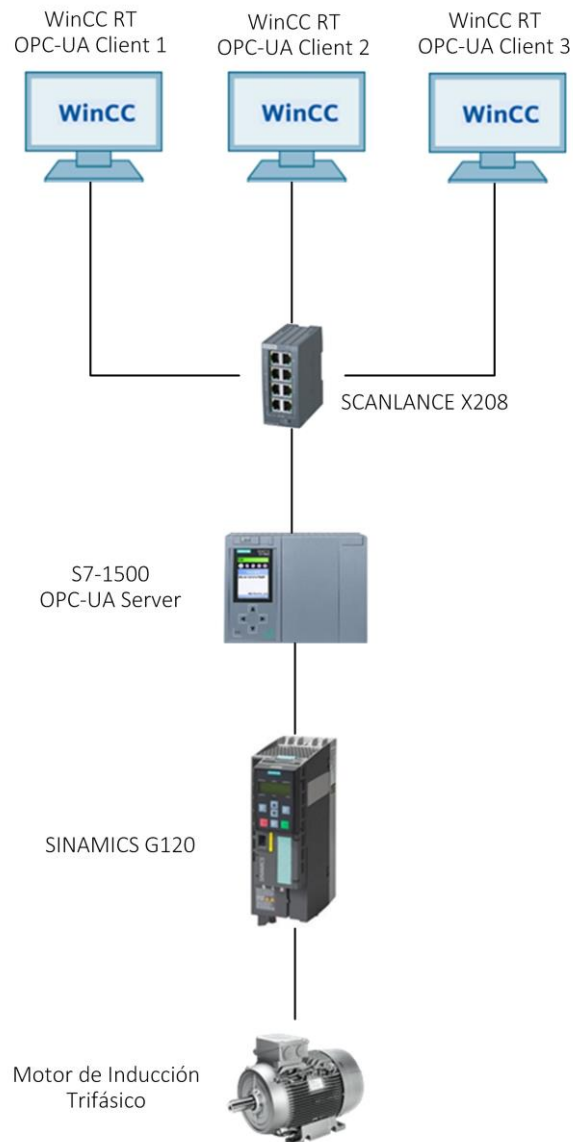 WinCC RT
OPC-UA Client 1
WinCC RT
OPC-UA Client 2
WinCC RT
OPC-UA Client 3
WinCC
WinCC
WinCC
SCANLANCE X208
S7-1500
OPC-UA Server
SINAMICS G120
Motor de Inducción
Trifásico